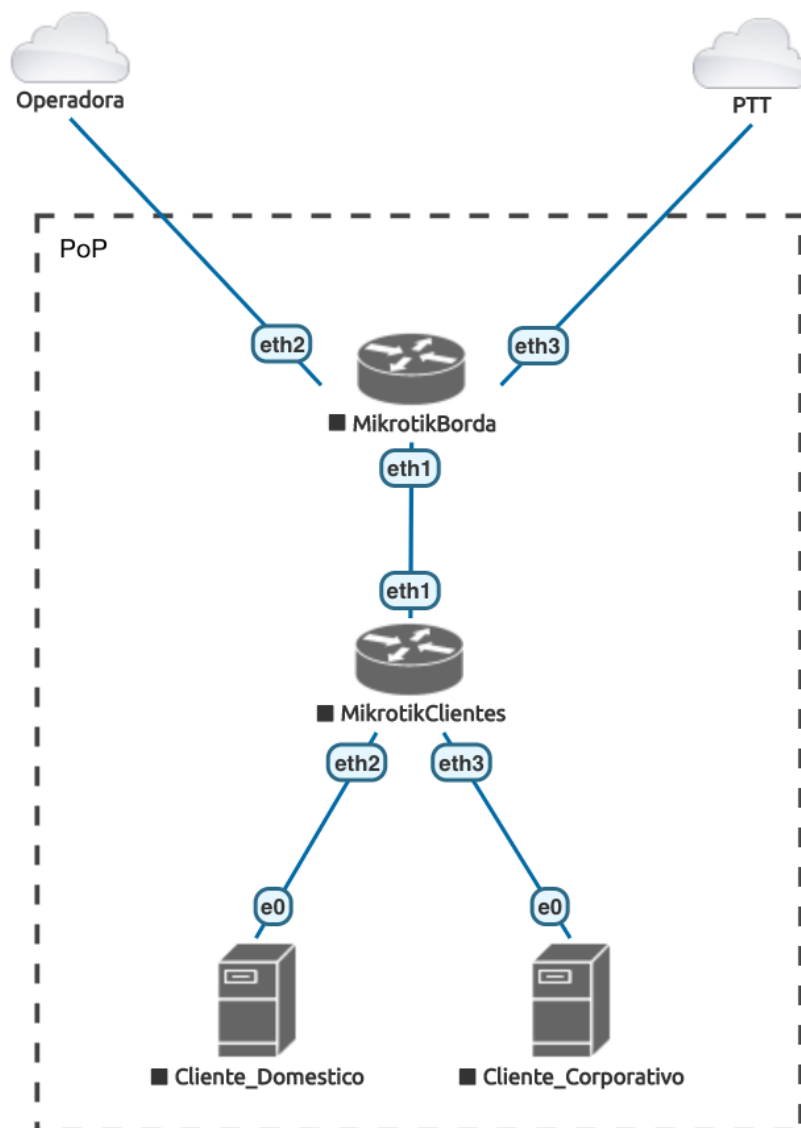 Operadora
PTT
PoP
eth2
eth3
MikrotikBorda
eth1
eth1
MikrotikClientes
eth2
eth3
e0
e0
Cliente_Domestico
Cliente_Corporativo